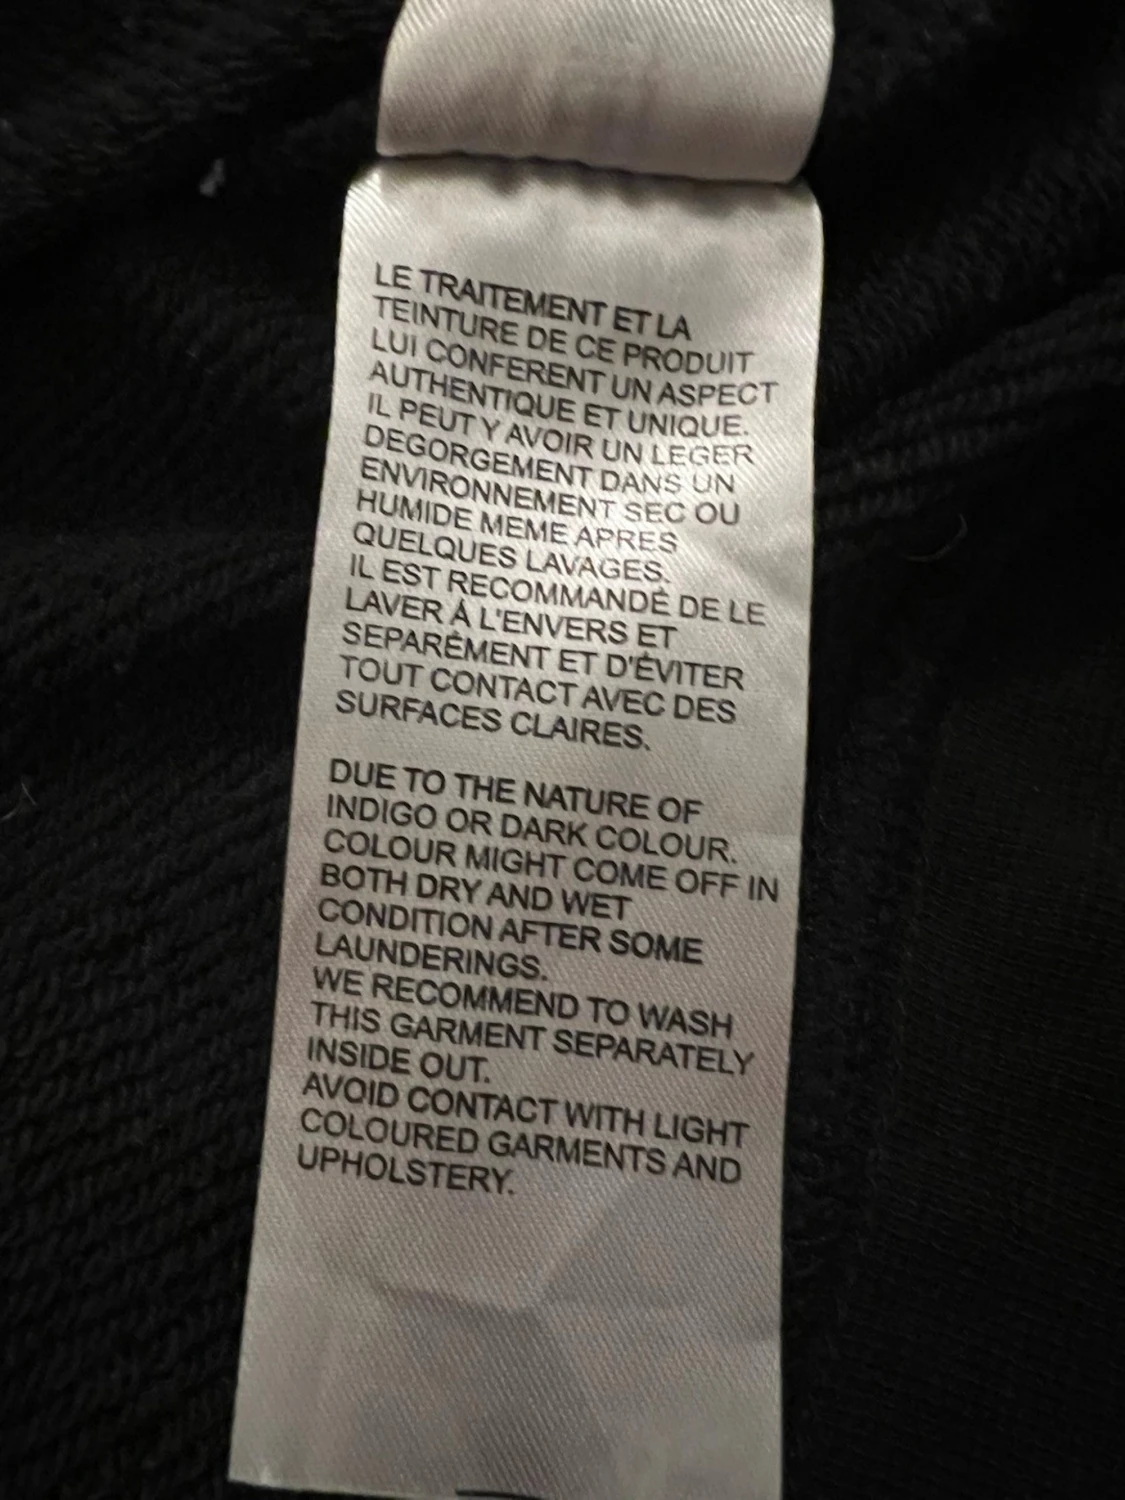 LE TRAITEMENT ET LA
TEINTURE DE CE PRODUIT
LUI CONFERENT UN ASPECT
AUTHENTIQUE ET UNIQUE.
IL PEUT Y AVOIR UN LEGER
DEGORGEMENT DANS UN
ENVIRONNEMENT SEC OU
HUMIDE MEME APRES
QUELQUES LAVAGES.
IL EST RECOMMANDÉ DE LE
LAVER À L'ENVERS ET
SEPARÉMENT ET D'ÉVITER
TOUT CONTACT AVEC DES
SURFACES CLAIRES.
DUE TO THE NATURE OF
INDIGO OR DARK COLOUR.
COLOUR MIGHT COME OFF IN
BOTH DRY AND WET
CONDITION AFTER SOME
LAUNDERINGS.
WE RECOMMEND TO WASH
THIS GARMENT SEPARATELY
INSIDE OUT.
AVOID CONTACT WITH LIGHT
COLOURED GARMENTS AND
UPHOLSTERY.